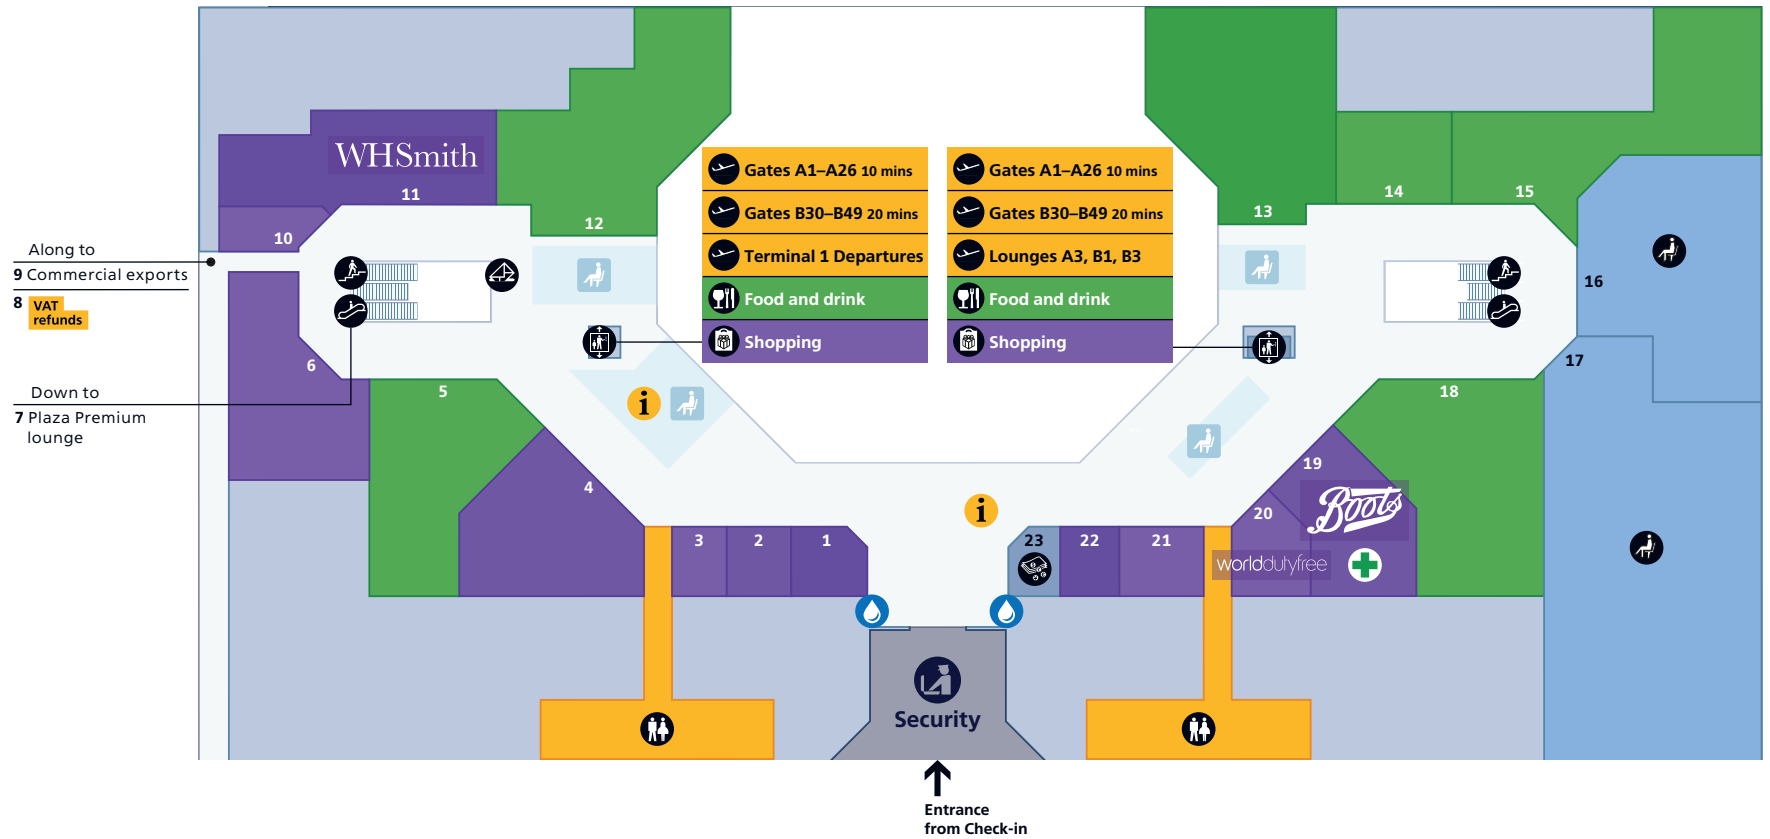 WHSmith
11
12
10
Along to
9 Commercial exports
8 VAT
refunds
6
5
Down to
7 Plaza Premium
lounge
4
3
2
1
Gates A1–A26 10 mins
Gates B30–B49 20 mins
Terminal 1 Departures
Food and drink
Shopping
Gates A1–A26 10 mins
Gates B30–B49 20 mins
Lounges A3, B1, B3
Food and drink
Shopping
13
14
15
16
17
18
19
Boots
20
worlddutyfree
21
22
23
i
i
Security
Entrance
from Check-in